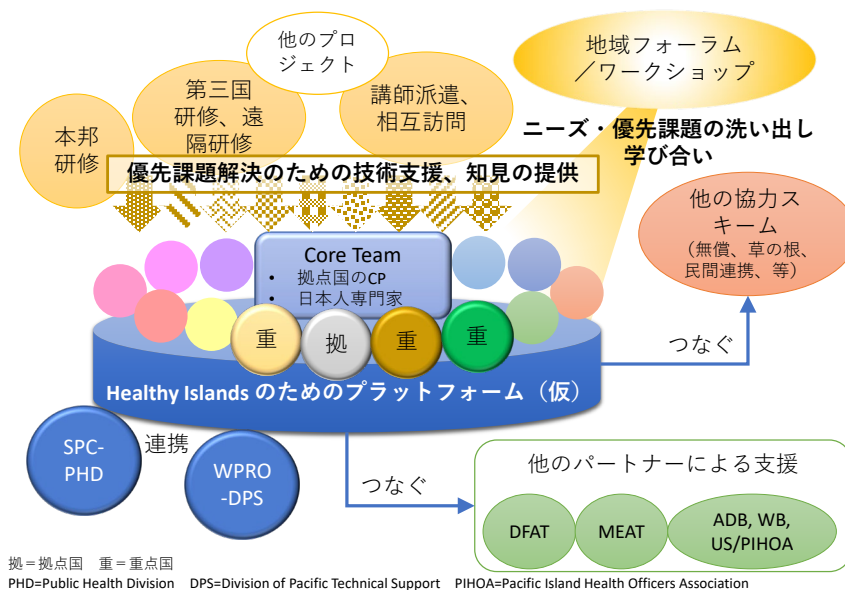 他のプロ
ジェクト
地域フォーラム
／ワークショップ
第三国
研修、遠
隔研修
講師派遣、
相互訪問
本邦
研修
ニーズ・優先課題の洗い出し
学び合い
優先課題解決のための技術支援、知見の提供
他の協力ス
キーム
（無償、草の根、
民間連携、等）
Core Team
• 拠点国のCP
• 日本人専門家
重
拠
重
重
つなぐ
Healthy Islands のためのプラットフォーム（仮）
SPC-
PHD
連携
WPRO
-DPS
つなぐ
他のパートナーによる支援
DFAT
MEAT
ADB, WB,
US/PIHOA
拠＝拠点国　重＝重点国
PHD=Public Health Division DPS=Division of Pacific Technical Support PIHOA=Pacific Island Health Officers Association